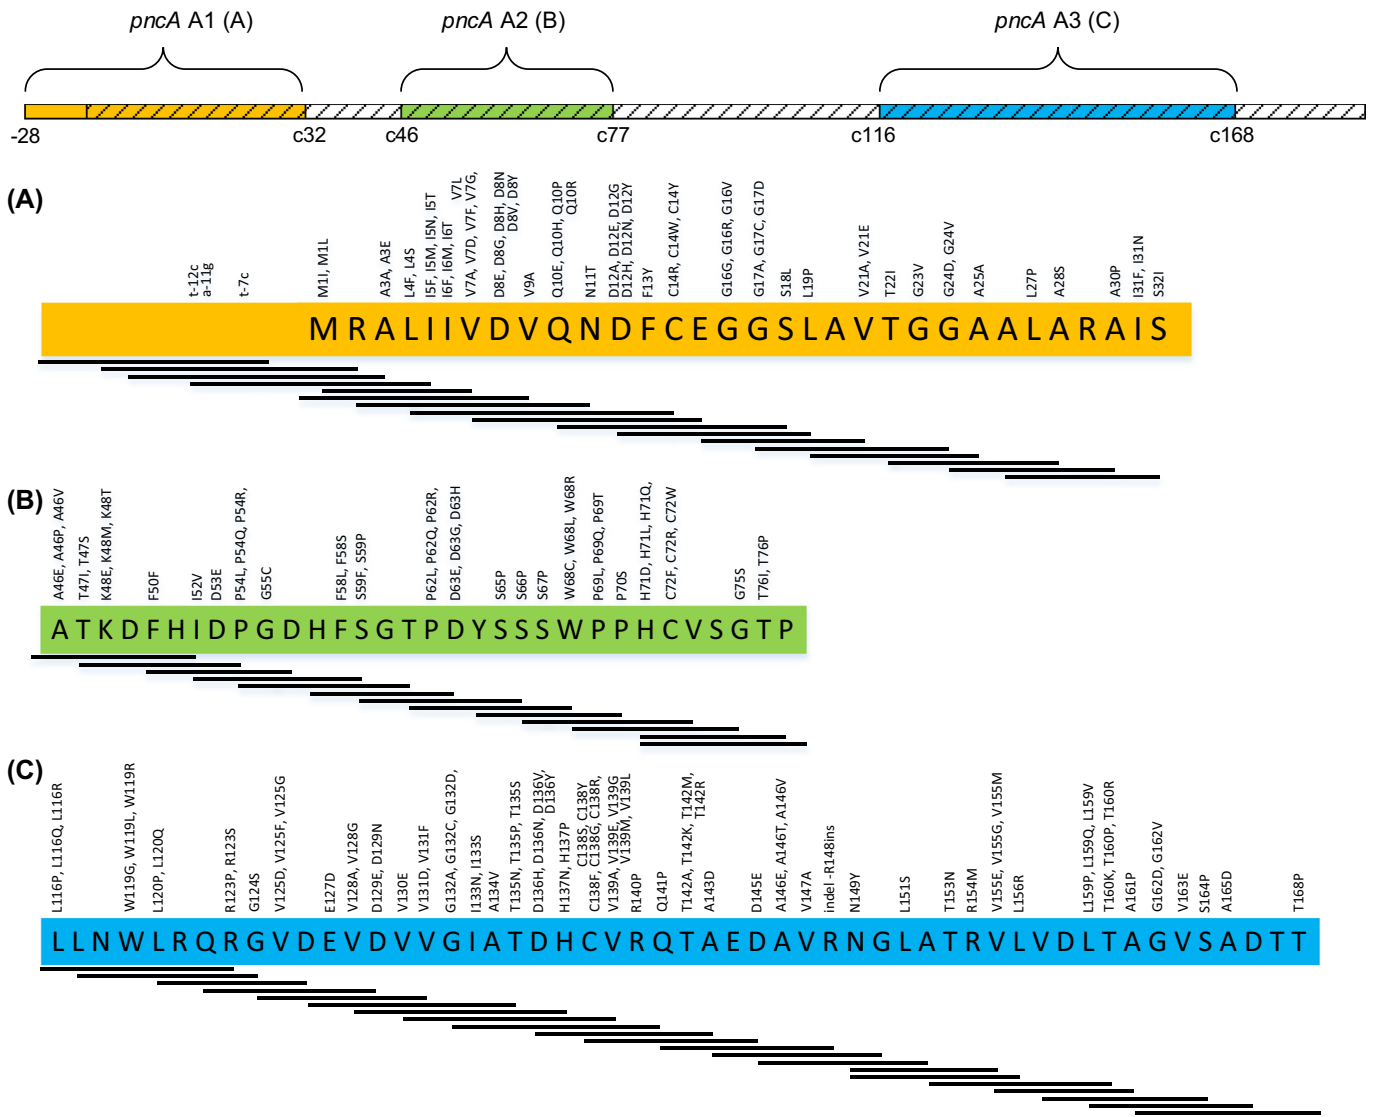 pncA A1 (A)
pncA A2 (B)
pncA A3 (C)
-28
c32
c46
c77
c116
c168
(A)
t-12c
a-11g
t-7c
M1I, M1L
A3A, A3E
L4F, L4S
I5F, I5M, I5N, I5T
I6F, I6M, I6T
V7A, V7D, V7F, V7G,
V7L
D8E, D8G, D8H, D8N
D8V, D8Y
V9A
Q10E, Q10H, Q10P
Q10R
N11T
D12A, D12E, D12G
D12H, D12N, D12Y
F13Y
C14R, C14W, C14Y
G16G, G16R, G16V
G17A, G17C, G17D
S18L
L19P
V21A, V21E
T22I
G23V
G24D, G24V
A25A
L27P
A28S
A30P
I31F, I31N
S32I
M R A L I I V D V Q N D F C E G G S L A V T G G A A L A R A I S
(B)
A46E, A46P, A46V
T47I, T47S
K48E, K48M, K48T
F50F
I52V
D53E
P54L, P54Q, P54R,
G55C
F58L, F58S
S59F, S59P
P62L, P62Q, P62R,
D63E, D63G, D63H
S65P
S66P
S67P
W68C, W68L, W68R
P69L, P69Q, P69T
P70S
H71D, H71L, H71Q,
C72F, C72R, C72W
G75S
T76I, T76P
A T K D F H I D P G D H F S G T P D Y S S S W P P H C V S G T P
(C)
L116P, L116Q, L116R
W119G, W119L, W119R
L120P, L120Q
R123P, R123S
G124S
V125D, V125F, V125G
E127D
V128A, V128G
D129E, D129N
V130E
V131D, V131F
G132A, G132C, G132D,
I133N, I133S
A134V
T135N, T135P, T135S
D136H, D136N, D136V,
D136Y
H137N, H137P
C138S, C138Y
C138F, C138G, C138R,
V139A, V139E, V139G
V139M, V139L
R140P
Q141P
T142A, T142K, T142M,
T142R
A143D
D145E
A146E, A146T, A146V
V147A
indel -R148ins
N149Y
L151S
T153N
R154M
V155E, V155G, V155M
L156R
L159P, L159Q, L159V
T160K, T160P, T160R
A161P
G162D, G162V
V163E
S164P
A165D
T168P
L L N W L R Q R G V D E V D V V G I A T D H C V R Q T A E D A V R N G L A T R V L V D L T A G V S A D T T